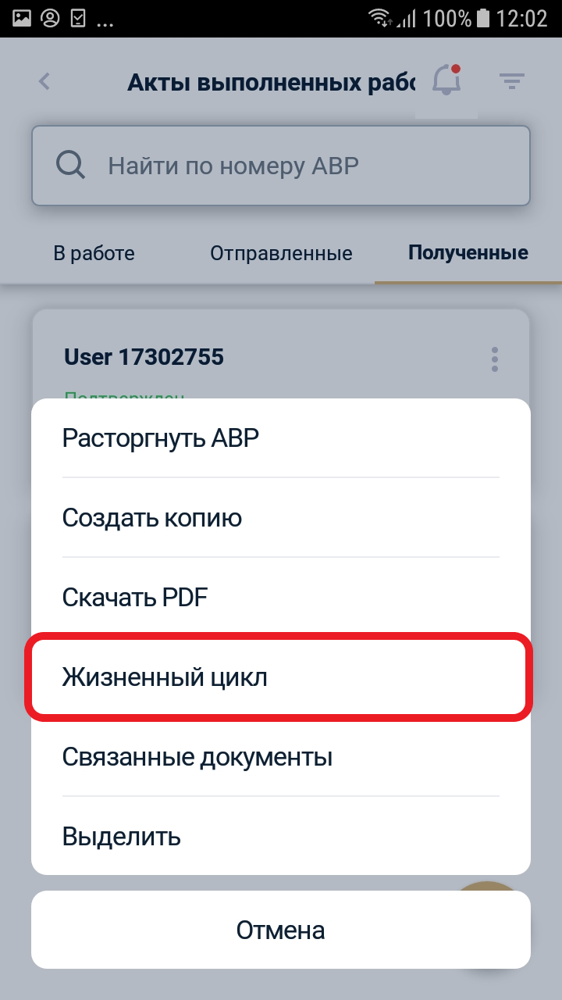 ... 100% 12:02
Акты выполненных рабо
Найти по номеру АВР
В работе Отправленные Полученные
User 17302755
Подтвержден
Расторгнуть АВР
Создать копию
Скачать PDF
Жизненный цикл
Связанные документы
Выделить
Отмена